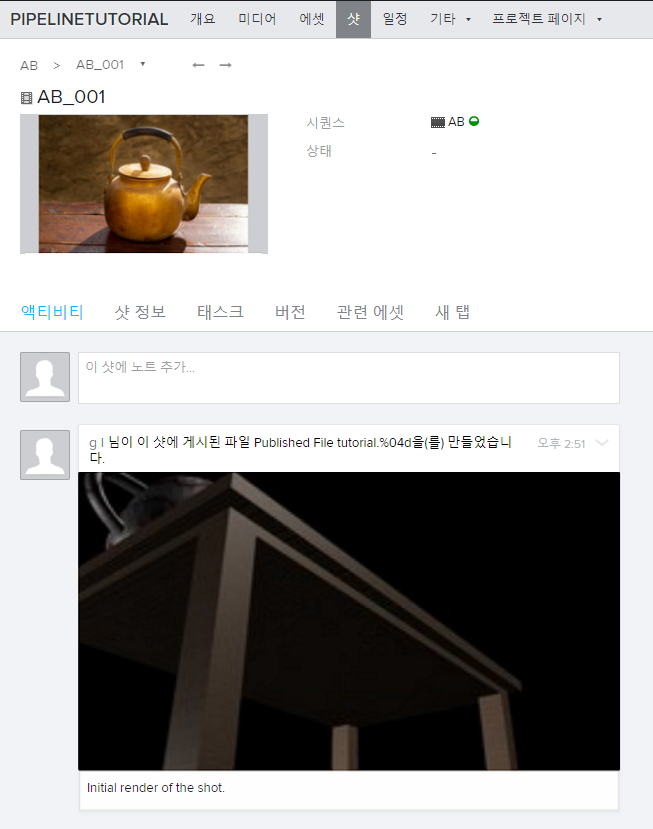 PIPELINETUTORIAL 개요 미디어 에셋 샷 일정 기타 프로젝트 페이지
AB > AB_001
AB_001
시퀀스 AB
상태 -
액티비티 샷 정보 태스크 버전 관련 에셋 새 탭
이 샷에 노트 추가...
g l 님이 이 샷에 게시된 파일 Published File tutorial.%04d을(를) 만들었습니 오후 2:51
다.
Initial render of the shot.